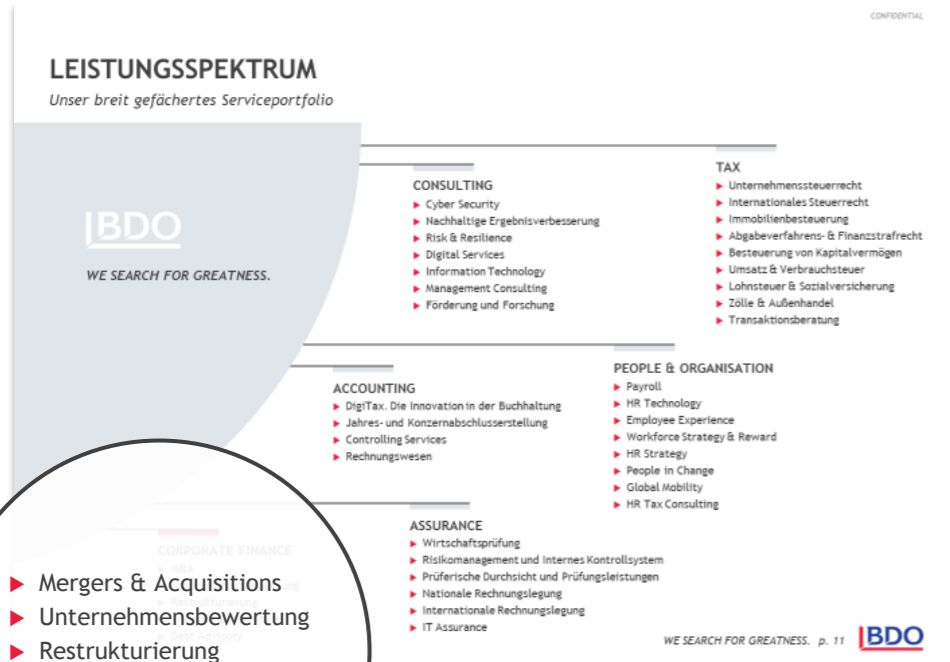 CONFIDENTIAL
LEISTUNGSSPEKTRUM
Unser breit gefächertes Serviceportfolio
BDO
WE SEARCH FOR GREATNESS.
CONSULTING
Cyber Security
Nachhaltige Ergebnisverbesserung
Risk & Resilience
Digital Services
Information Technology
Management Consulting
Förderung und Forschung
TAX
Unternehmenssteuerrecht
Internationales Steuerrecht
Immobilienbesteuerung
Abgabeverfahrens- & Finanzstrafrecht
Besteuerung von Kapitalvermögen
Umsatz & Verbrauchsteuer
Lohnsteuer & Sozialversicherung
Zölle & Außenhandel
Transaktionsberatung
ACCOUNTING
DigiTax. Die Innovation in der Buchhaltung
Jahres- und Konzernabschlusserstellung
Controlling Services
Rechnungswesen
PEOPLE & ORGANISATION
Payroll
HR Technology
Employee Experience
Workforce Strategy & Reward
HR Strategy
People in Change
Global Mobility
HR Tax Consulting
CORPORATE FINANCE
M&A
Restrukturierung
Debt Advisory
Mergers & Acquisitions
Unternehmensbewertung
Restrukturierung
ASSURANCE
Wirtschaftsprüfung
Risikomanagement und Internes Kontrollsystem
Prüferische Durchsicht und Prüfungsleistungen
Nationale Rechnungslegung
Internationale Rechnungslegung
IT Assurance
WE SEARCH FOR GREATNESS. p. 11
BDO